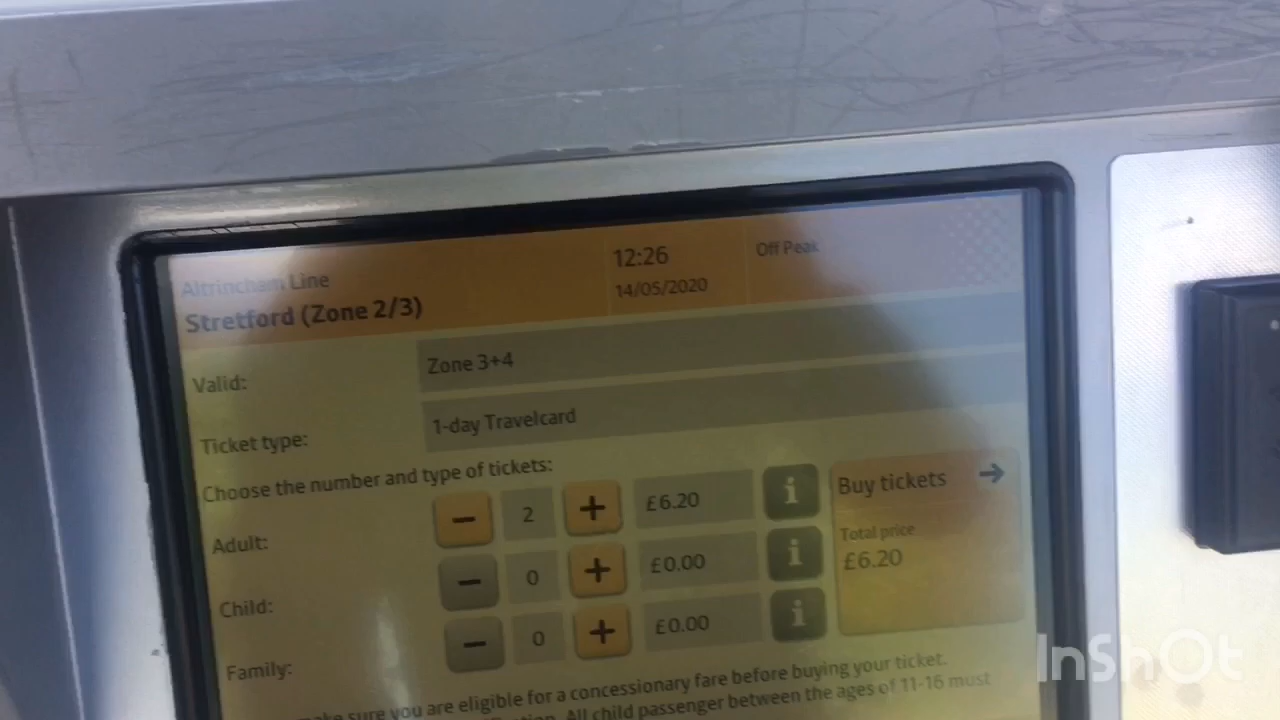 Altrincham Line
Stretford (Zone 2/3)
12:26
14/05/2020
Off Peak
Valid:
Zone 3+4
Ticket type:
1-day Travelcard
Choose the number and type of tickets:
Adult:
− 2 + £6.20 i
Child:
− 0 + £0.00 i
Family:
− 0 + £0.00 i
Buy tickets →
Total price
£6.20
make sure you are eligible for a concessionary fare before buying your ticket.
All child passenger between the ages of 11-16 must
InShOt